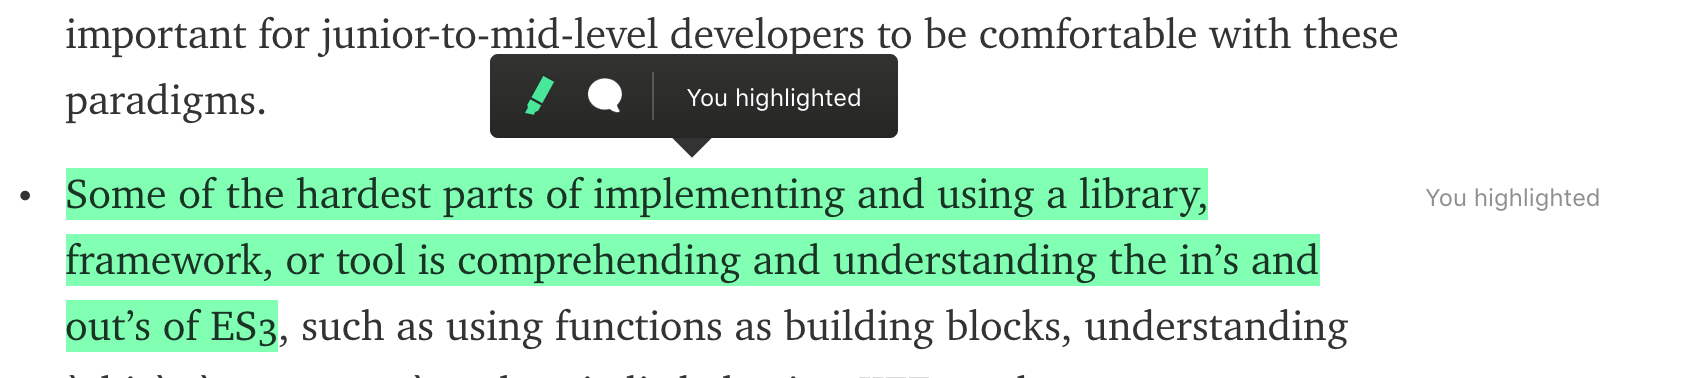 important for junior-to-mid-level developers to be comfortable with these
paradigms.
You highlighted
• Some of the hardest parts of implementing and using a library,
You highlighted
framework, or tool is comprehending and understanding the in’s and
out’s of ES3, such as using functions as building blocks, understanding